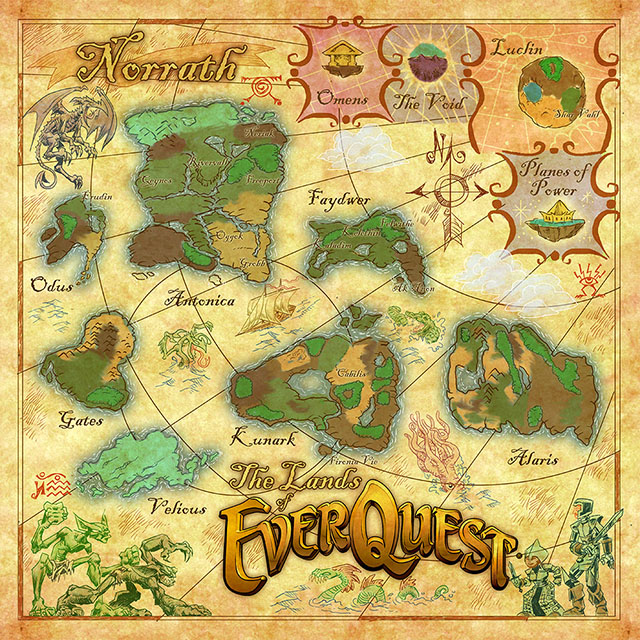 Norrath
Omens
The Void
Luclin
Shar Vahl
Planes of
Power
N
Neriak
Rivervale
Qeynos
Freeport
Oggok
Grobb
Antonica
Erudin
Odus
Faydwer
Felwithe
Kelethin
Kaladim
Ak'Anon
Gates
Kunark
Cabilis
Firiona Vie
Alaris
Velious
The Lands
of
EverQuest